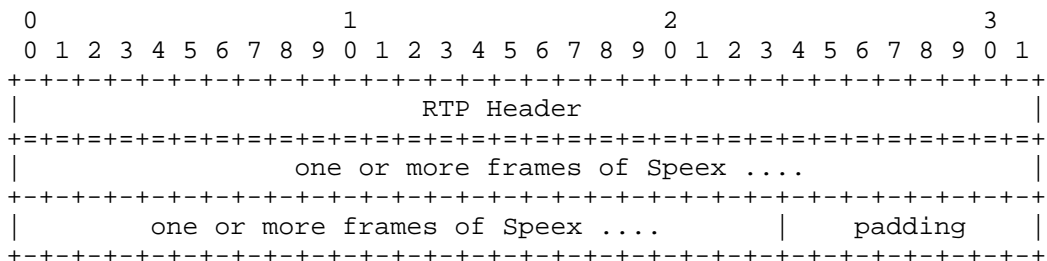 0                   1                   2                   3
 0 1 2 3 4 5 6 7 8 9 0 1 2 3 4 5 6 7 8 9 0 1 2 3 4 5 6 7 8 9 0 1
+-+-+-+-+-+-+-+-+-+-+-+-+-+-+-+-+-+-+-+-+-+-+-+-+-+-+-+-+-+-+-+-+
|                         RTP Header                            |
+=+=+=+=+=+=+=+=+=+=+=+=+=+=+=+=+=+=+=+=+=+=+=+=+=+=+=+=+=+=+=+=+
|                 one or more frames of Speex ....              |
+-+-+-+-+-+-+-+-+-+-+-+-+-+-+-+-+-+-+-+-+-+-+-+-+-+-+-+-+-+-+-+-+
|        one or more frames of Speex ....       |    padding    |
+-+-+-+-+-+-+-+-+-+-+-+-+-+-+-+-+-+-+-+-+-+-+-+-+-+-+-+-+-+-+-+-+